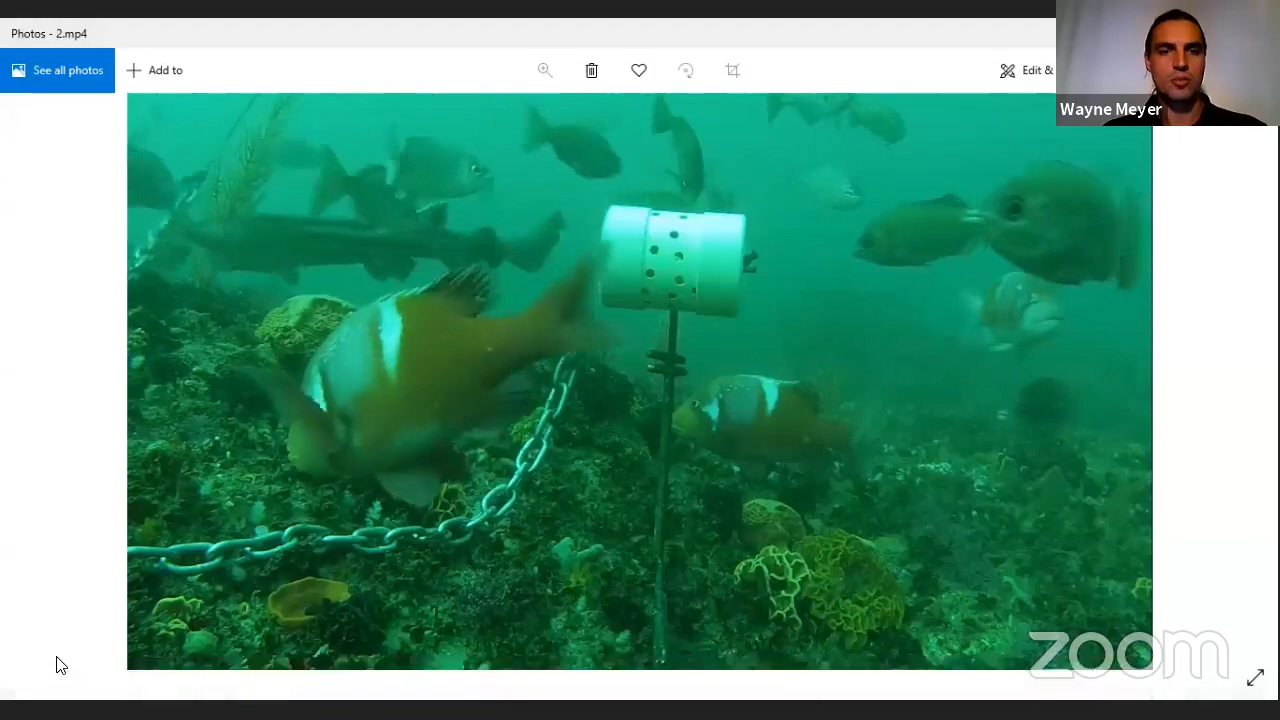 Photos - 2.mp4
See all photos
Add to
Edit &
Wayne Meyer
zoom